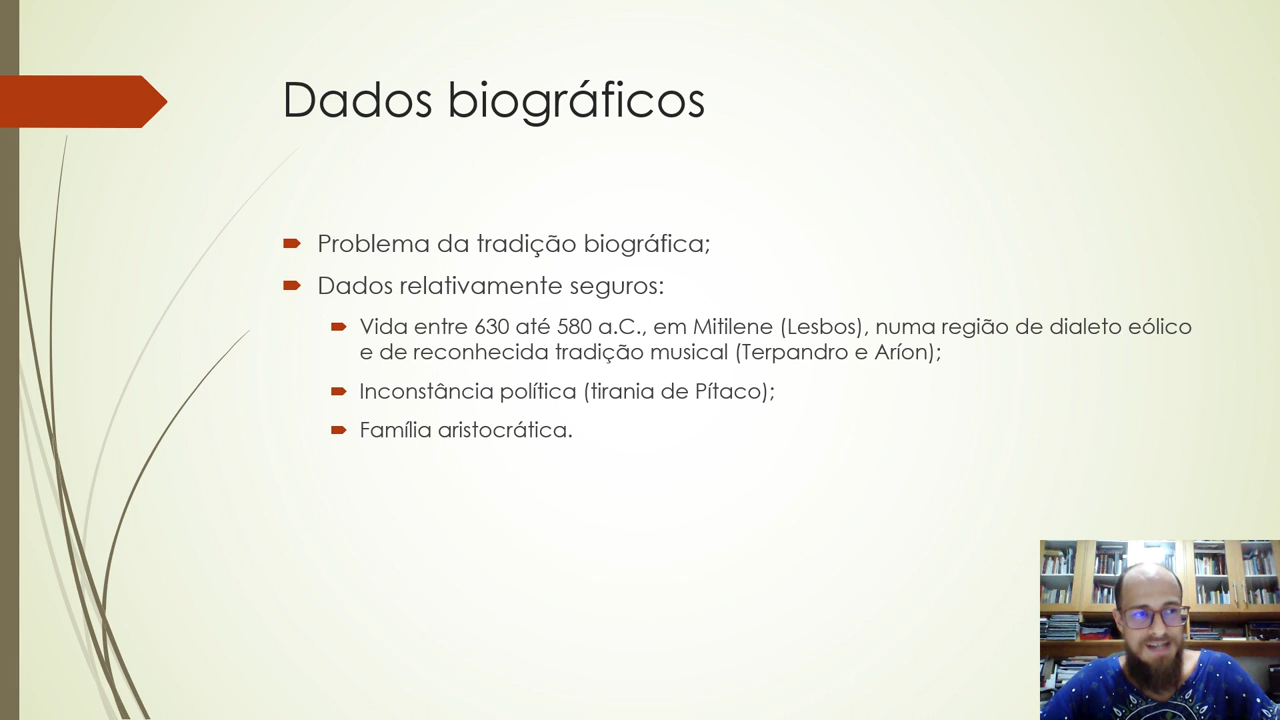 Dados biográficos
Problema da tradição biográfica;
Dados relativamente seguros:
Vida entre 630 até 580 a.C., em Mitilene (Lesbos), numa região de dialeto eólico
e de reconhecida tradição musical (Terpandro e Aríon);
Inconstância política (tirania de Pítaco);
Família aristocrática.